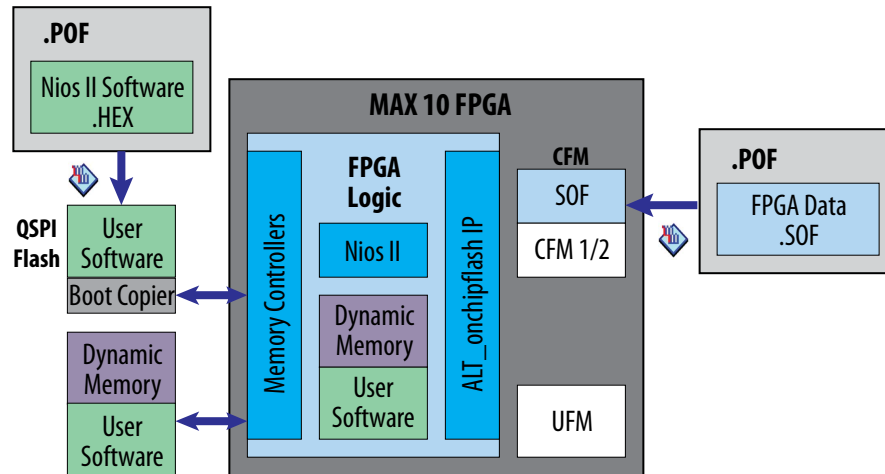 .POF
Nios II Software
.HEX
QSPI
Flash
User
Software
Boot Copier
Dynamic
Memory
User
Software
MAX 10 FPGA
Memory Controllers
FPGA
Logic
Nios II
Dynamic
Memory
User
Software
ALT_onchipflash IP
CFM
SOF
CFM 1/2
UFM
.POF
FPGA Data
.SOF